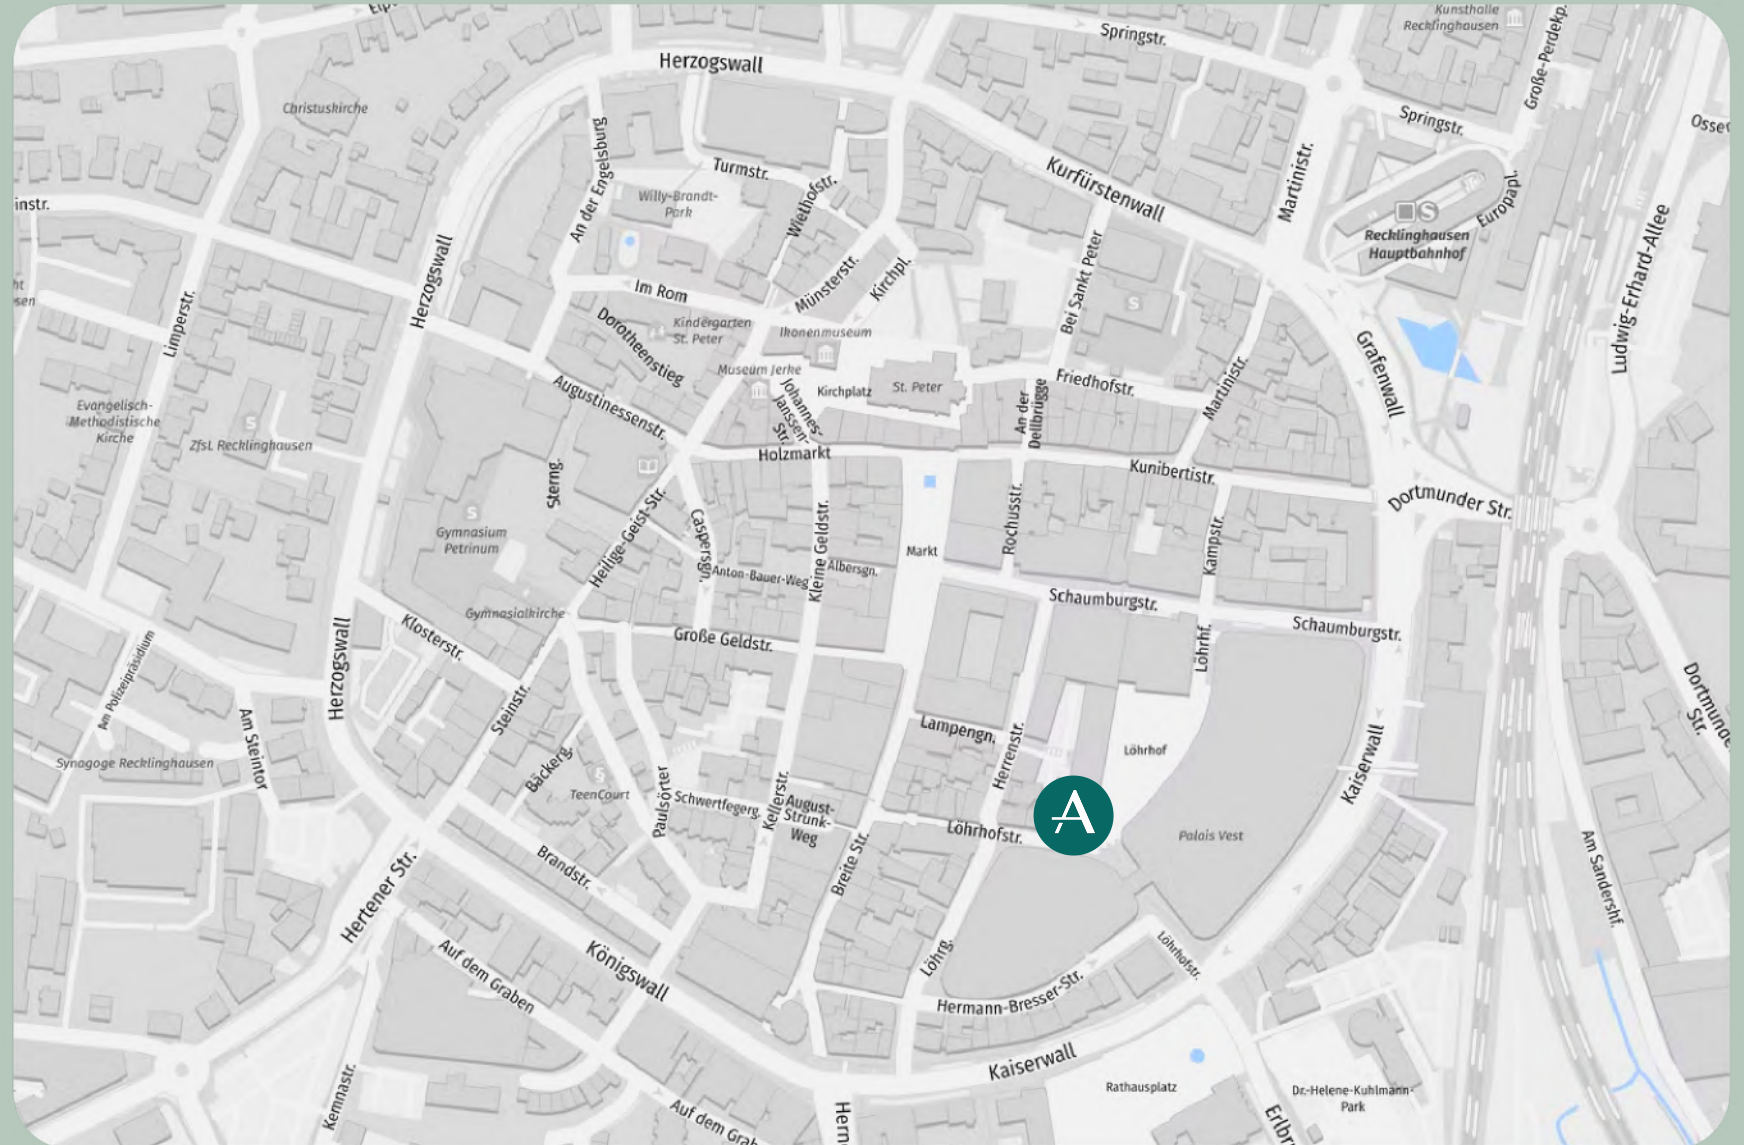 Springstr.
Kunsthalle
Recklinghausen
Große-Perdekp.
Herzogswall
Christuskirche
Springstr.
An der Engelsburg
Turmstr.
Willy-Brandt-
Park
Wiethofstr.
Kurfürstenwall
Martinistr.
Europapl.
Recklinghausen
Hauptbahnhof
Ludwig-Erhard-Allee
instr.
Herzogswall
Limperstr.
Im Rom
Münsterstr.
Kirchpl.
Bei Sankt Peter
S
Dorotheenstieg
Kindergarten
St. Peter
Ikonenmuseum
Museum Jerke
Johannes-
Janssen-
Str.
Kirchplatz
St. Peter
Friedhofstr.
Martinistr.
Grafenwall
An der
Dellbrügge
Augustinessenstr.
Evangelisch-
Methodistische
Kirche
S
ZfsL Recklinghausen
Holzmarkt
Kunibertistr.
Sterng.
Dortmunder Str.
S
Gymnasium
Petrinum
Heilige-Geist-Str.
Caspersgn.
Kleine Geldstr.
Markt
Rochusstr.
Kampstr.
Anton-Bauer-Weg
Albersgn.
Gymnasialkirche
Schaumburgstr.
Schaumburgstr.
Klosterstr.
Große Geldstr.
Löhrhf.
Herzogswall
Am Polizeipräsidium
Steinstr.
Am Steintor
Synagoge Recklinghausen
Bäckerg.
§
TeenCourt
Paulsörter
Schwertfegerg.
Kellerstr.
August-
Strunk-
Weg
Lampengn.
Herrenstr.
Löhrhof
Kaiserwall
Dortmunder
Str.
A
Löhrhofstr.
Palais Vest
Breite Str.
Brandstr.
Hertener Str.
Am Sandershf.
Auf dem Graben
Königswall
Löhrg.
Löhrhofstr.
Hermann-Bresser-Str.
Kaiserwall
Kemnastr.
Rathausplatz
Dr.-Helene-Kuhlmann-
Park
Auf dem Grab
Hern
Erlbr